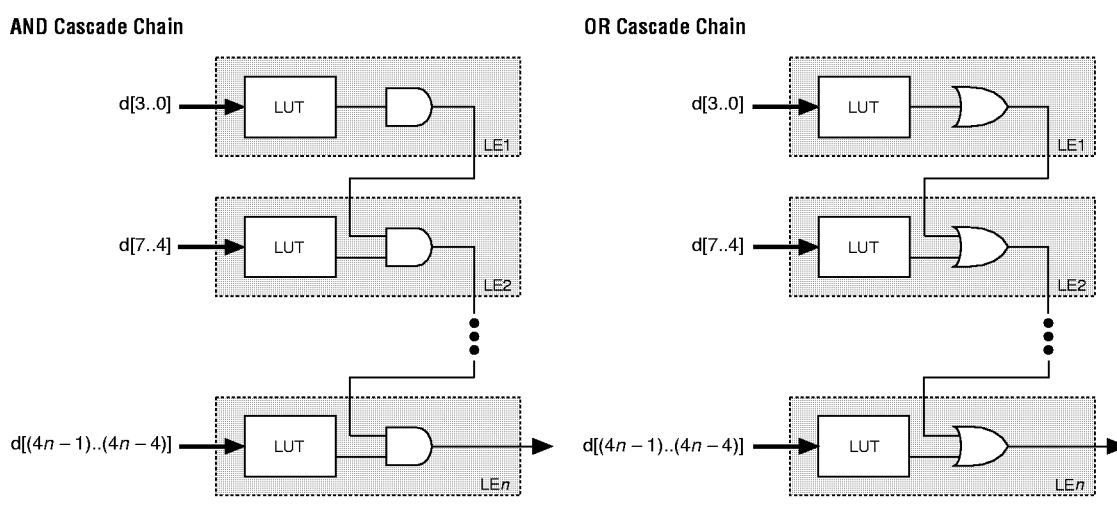 AND Cascade Chain
d[3..0]
LUT
LE1
d[7..4]
LUT
LE2
d[(4n – 1)..(4n – 4)]
LUT
LEn
OR Cascade Chain
d[3..0]
LUT
LE1
d[7..4]
LUT
LE2
d[(4n – 1)..(4n – 4)]
LUT
LEn